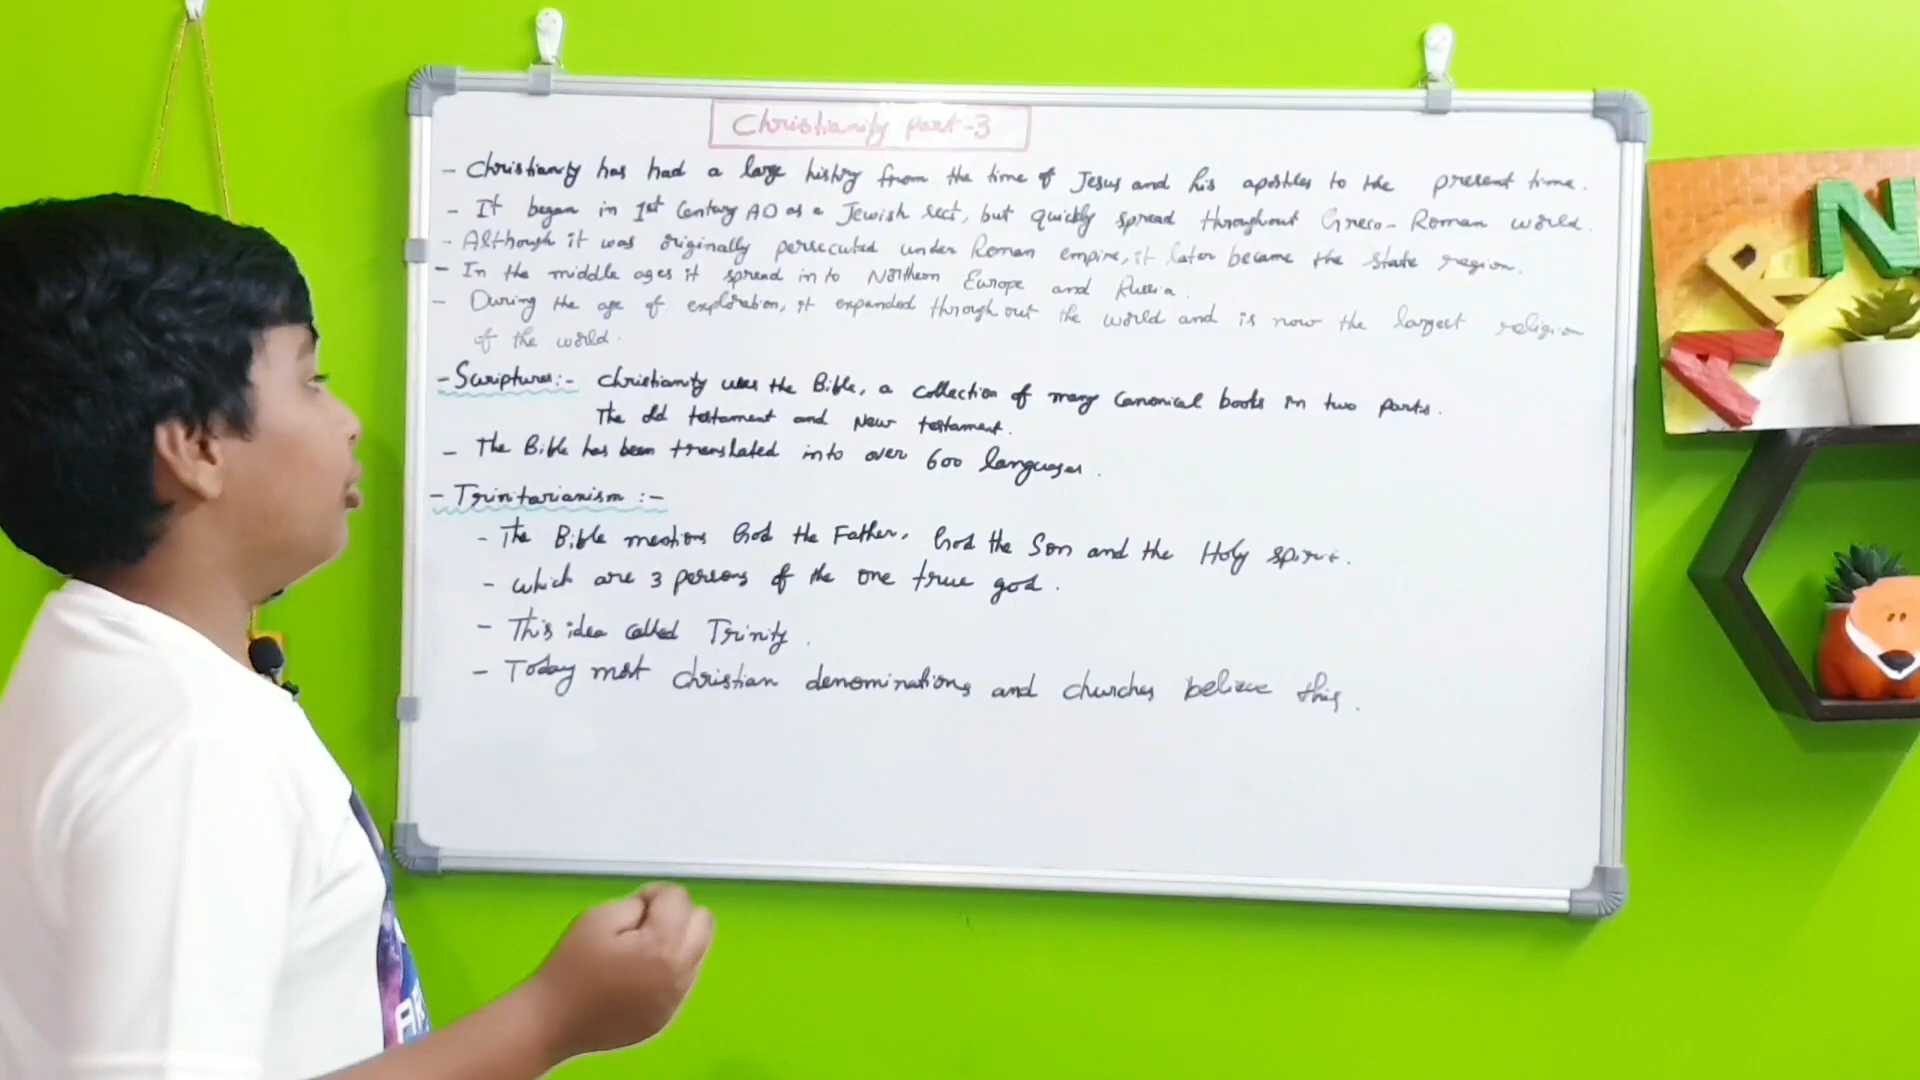 Christianity part-3
- Christianity has had a large history from the time of Jesus and his apostles to the present time.
- It began in 1st Century AD as a Jewish sect, but quickly spread throughout Greco-Roman world.
- Although it was originally persecuted under Roman empire, it later became the state region.
- In the middle ages it spread into Northern Europe and Russia.
- During the age of exploration, it expanded through out the world and is now the largest religion
of the world.
- Scriptures:- Christianity uses the Bible, a collection of many Canonical books in two parts.
The old testament and New testament.
- The Bible has been translated into over 600 languages.
- Trinitarianism :-
- The Bible mentions God the Father, God the Son and the Holy spirit.
- which are 3 persons of the one true god.
- This idea called Trinity.
- Today most christian denominations and churches believe this.
A R N